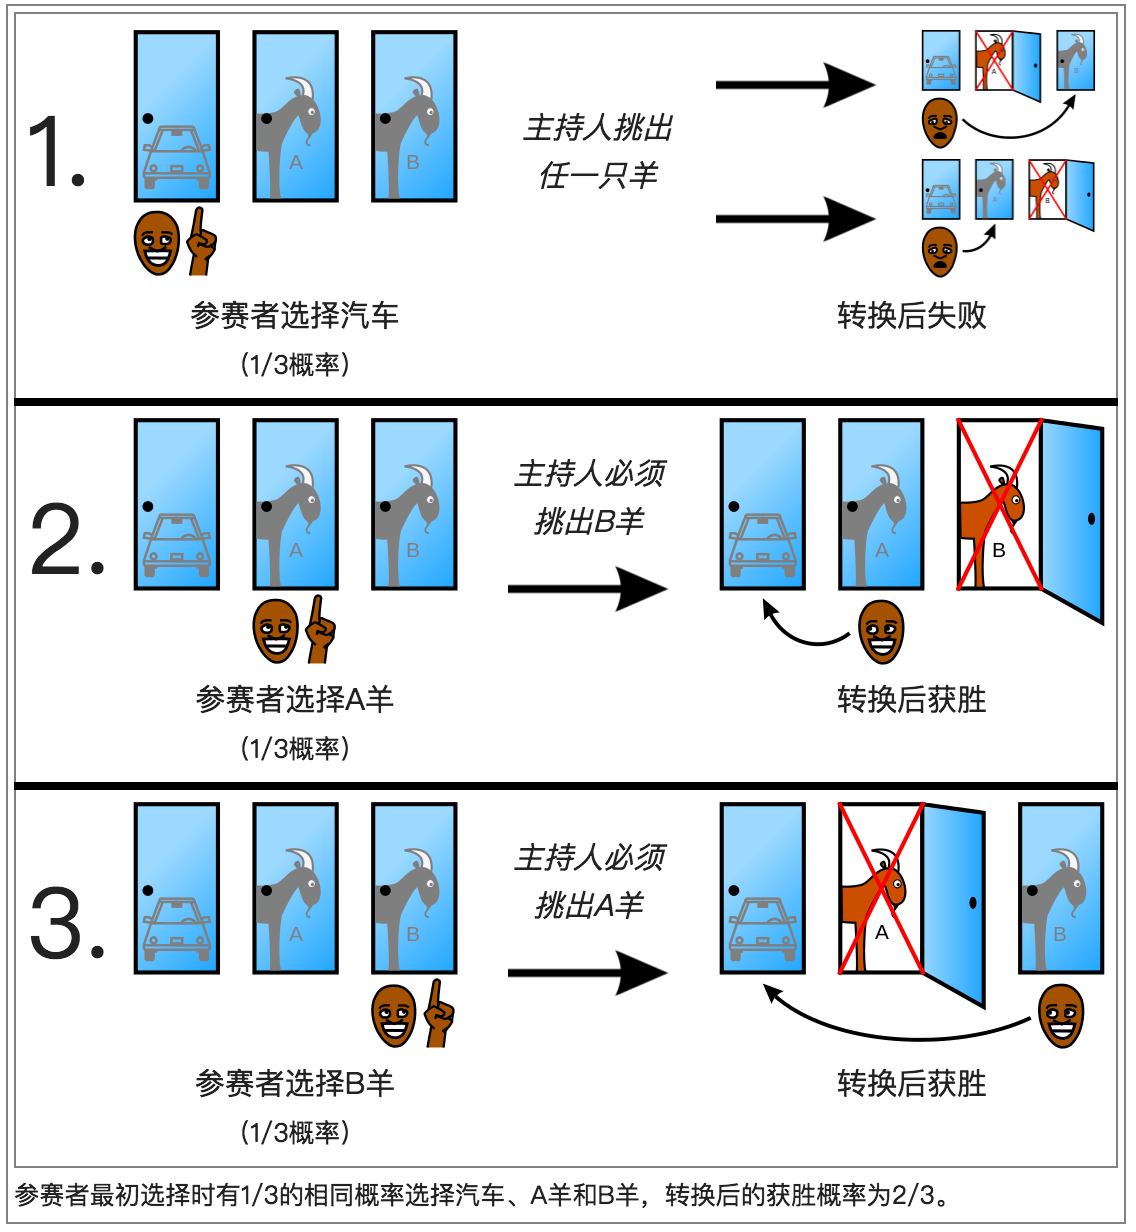 1.
A
B
主持人挑出
任一只羊
A
B
A
B
参赛者选择汽车
(1/3概率)
转换后失败
2.
A
B
主持人必须
挑出B羊
A
B
参赛者选择A羊
(1/3概率)
转换后获胜
3.
A
B
主持人必须
挑出A羊
A
B
参赛者选择B羊
(1/3概率)
转换后获胜
参赛者最初选择时有1/3的相同概率选择汽车、A羊和B羊，转换后的获胜概率为2/3。